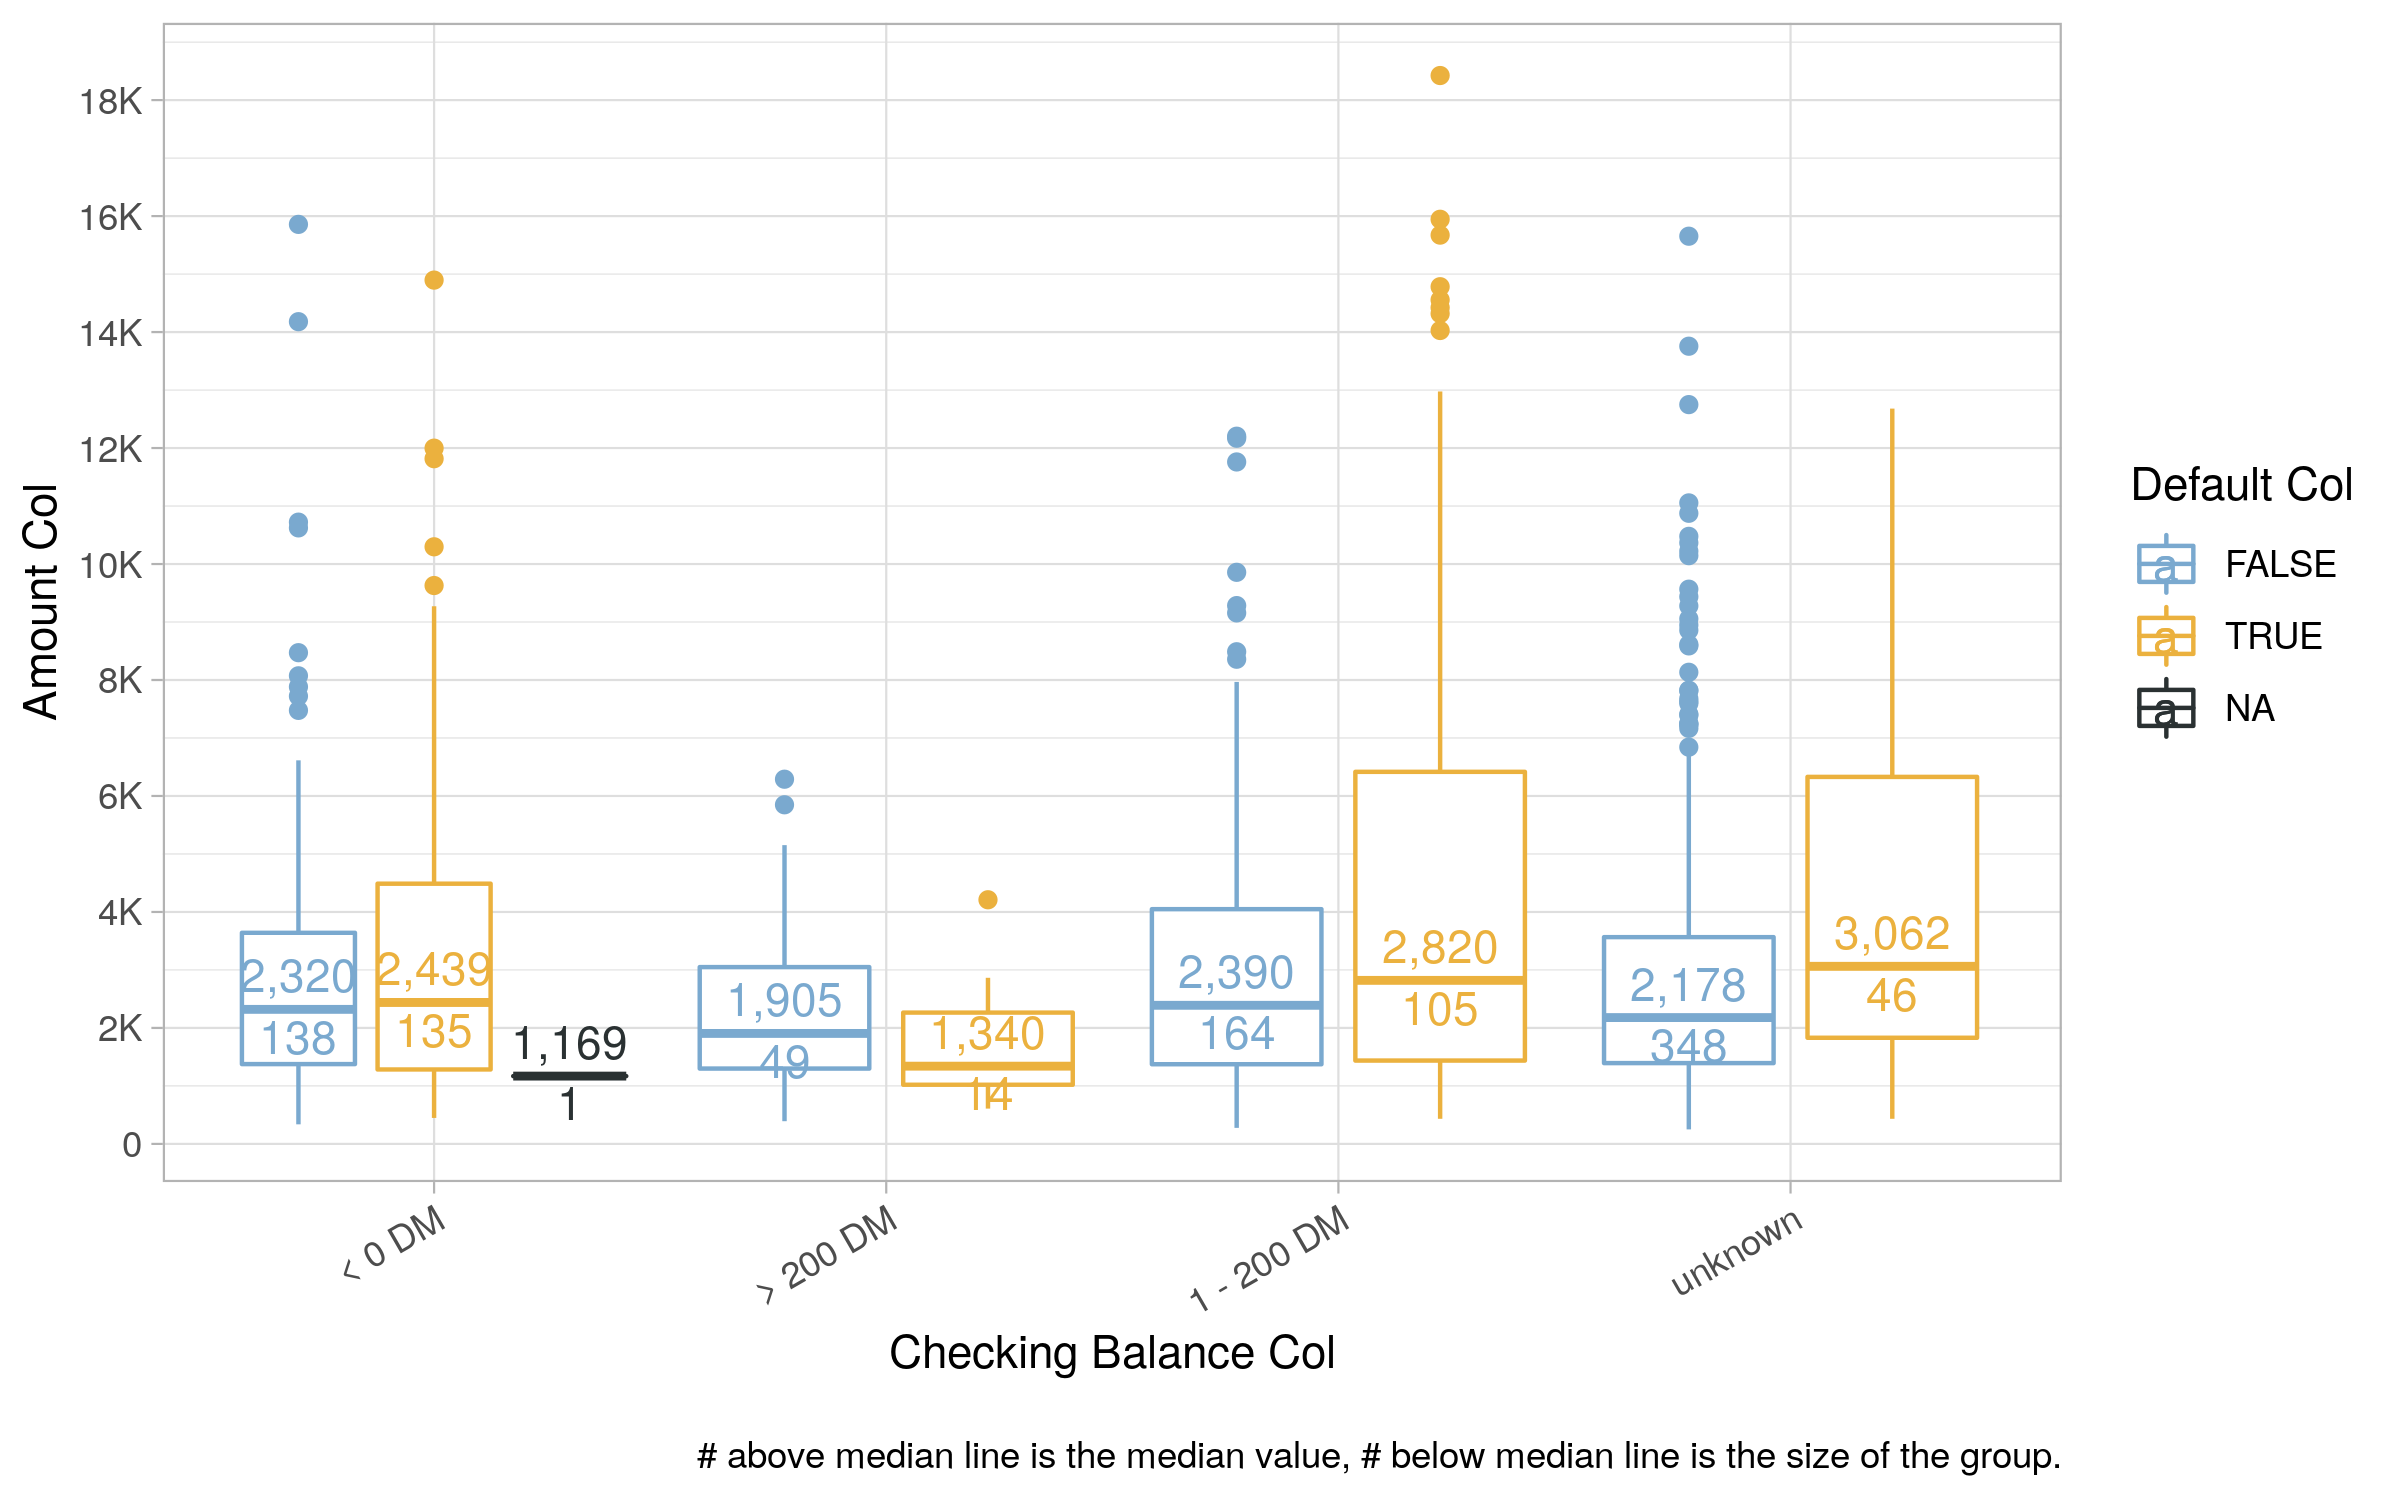 18K
16K
14K
12K
10K
8K
6K
4K
2K
0
Amount Col
2,320
138
2,439
135
1,169
1
1,905
49
1,340
14
2,390
164
2,820
105
2,178
348
3,062
46
< 0 DM
> 200 DM
1 - 200 DM
unknown
Checking Balance Col
Default Col
a FALSE
a TRUE
a NA
# above median line is the median value, # below median line is the size of the group.